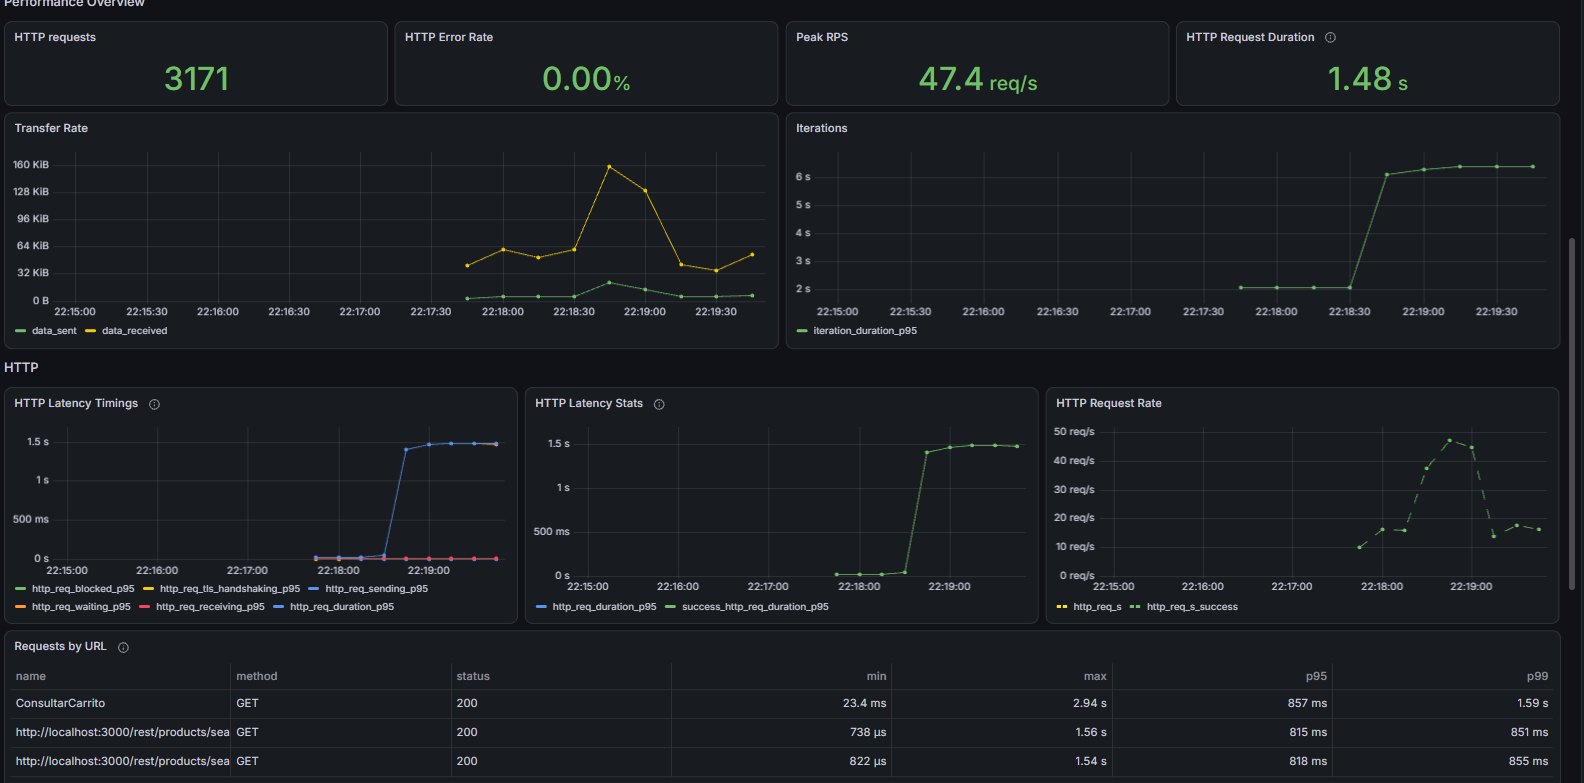 Performance Overview
HTTP requests
3171
HTTP Error Rate
0.00%
Peak RPS
47.4 req/s
HTTP Request Duration
1.48 s
Transfer Rate
160 KiB
128 KiB
96 KiB
64 KiB
32 KiB
0 B
22:15:00 22:15:30 22:16:00 22:16:30 22:17:00 22:17:30 22:18:00 22:18:30 22:19:00 22:19:30
data_sent data_received
Iterations
6 s
5 s
4 s
3 s
2 s
22:15:00 22:15:30 22:16:00 22:16:30 22:17:00 22:17:30 22:18:00 22:18:30 22:19:00 22:19:30
iteration_duration_p95
HTTP
HTTP Latency Timings
1.5 s
1 s
500 ms
0 s
22:15:00 22:16:00 22:17:00 22:18:00 22:19:00
http_req_blocked_p95 http_req_tls_handshaking_p95 http_req_sending_p95
http_req_waiting_p95 http_req_receiving_p95 http_req_duration_p95
HTTP Latency Stats
1.5 s
1 s
500 ms
0 s
22:15:00 22:16:00 22:17:00 22:18:00 22:19:00
http_req_duration_p95 success_http_req_duration_p95
HTTP Request Rate
50 req/s
40 req/s
30 req/s
20 req/s
10 req/s
0 req/s
22:15:00 22:16:00 22:17:00 22:18:00 22:19:00
http_req_s http_req_s_success
Requests by URL
name method status min max p95 p99
ConsultarCarrito GET 200 23.4 ms 2.94 s 857 ms 1.59 s
http://localhost:3000/rest/products/sea GET 200 738 µs 1.56 s 815 ms 851 ms
http://localhost:3000/rest/products/sea GET 200 822 µs 1.54 s 818 ms 855 ms